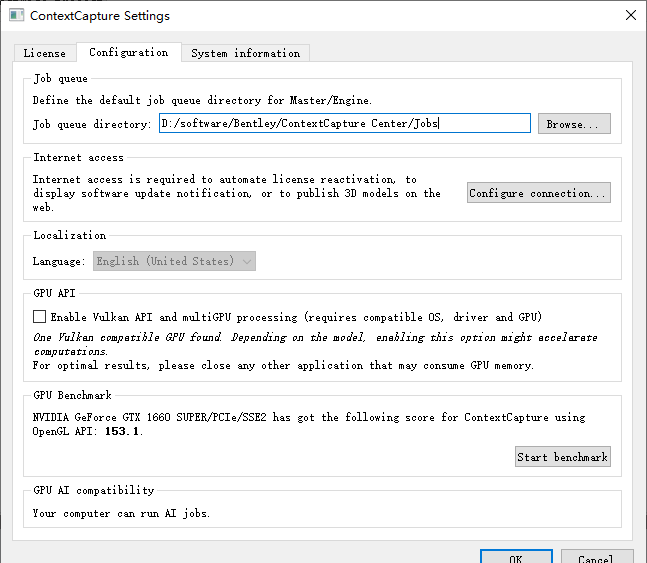 ContextCapture Settings
License
Configuration
System information
Job queue
Define the default job queue directory for Master/Engine.
Job queue directory: D:/software/Bentley/ContextCapture Center/Jobs Browse...
Internet access
Internet access is required to automate license reactivation, to
display software update notification, or to publish 3D models on the
web.
Configure connection...
Localization
Language: English (United States)
GPU API
Enable Vulkan API and multiGPU processing (requires compatible OS, driver and GPU)
One Vulkan compatible GPU found. Depending on the model, enabling this option might accelerate
computations.
For optimal results, please close any other application that may consume GPU memory.
GPU Benchmark
NVIDIA GeForce GTX 1660 SUPER/PCIe/SSE2 has got the following score for ContextCapture using
OpenGL API: 153.1.
Start benchmark
GPU AI compatibility
Your computer can run AI jobs.
OK Cancel